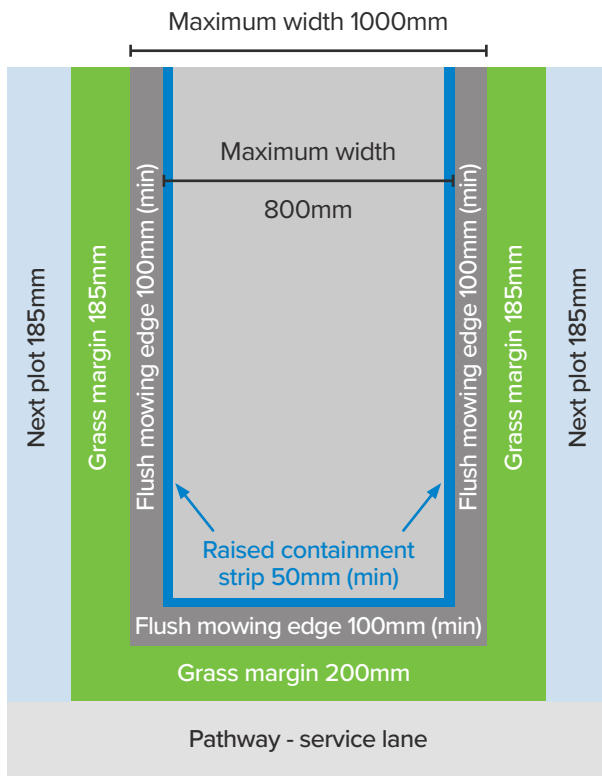 Maximum width 1000mm
Maximum width
800mm
Next plot 185mm
Grass margin 185mm
Flush mowing edge 100mm (min)
Flush mowing edge 100mm (min)
Grass margin 185mm
Next plot 185mm
Raised containment
strip 50mm (min)
Flush mowing edge 100mm (min)
Grass margin 200mm
Pathway - service lane